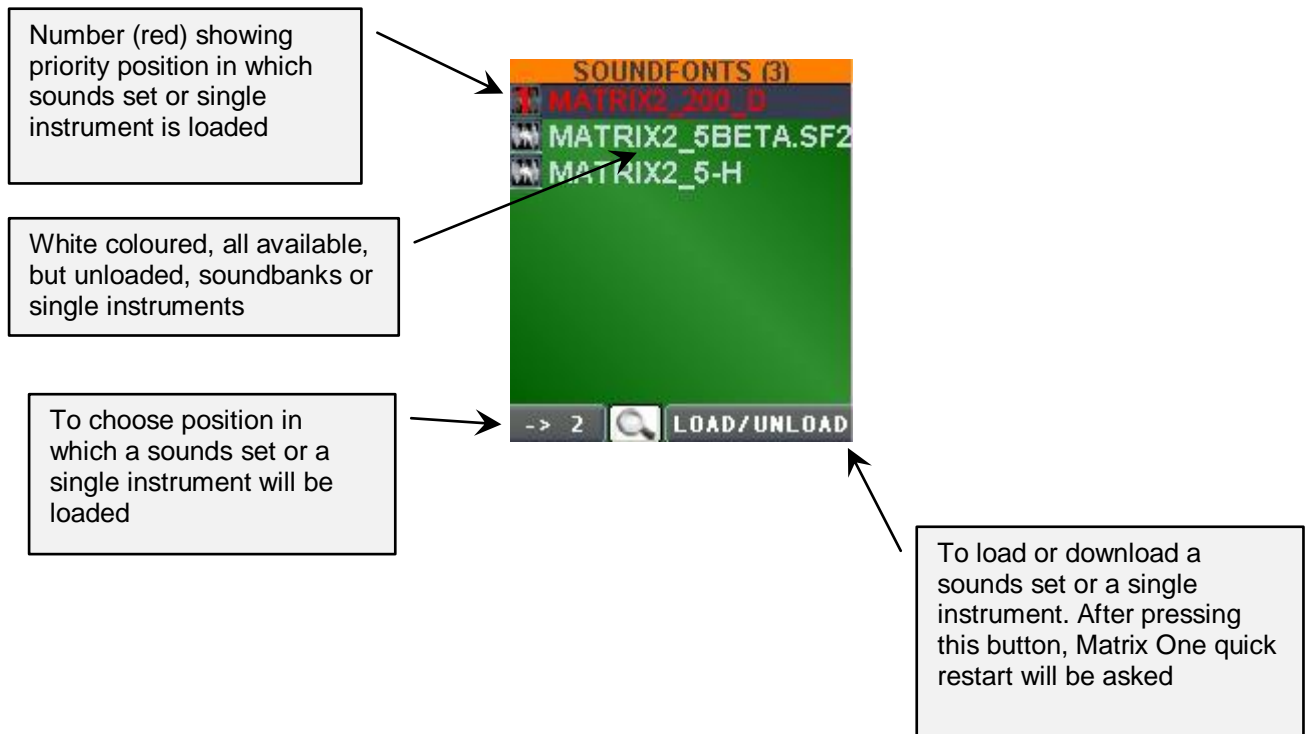 Number (red) showing
priority position in which
sounds set or single
instrument is loaded
SOUNDFONTS (3)
1 MATRIX2_200_D
MATRIX2_5BETA.SF2
MATRIX2_5-H
White coloured, all available,
but unloaded, soundbanks or
single instruments
To choose position in
which a sounds set or a
single instrument will be
loaded
-> 2 LOAD/UNLOAD
To load or download a
sounds set or a single
instrument. After pressing
this button, Matrix One quick
restart will be asked